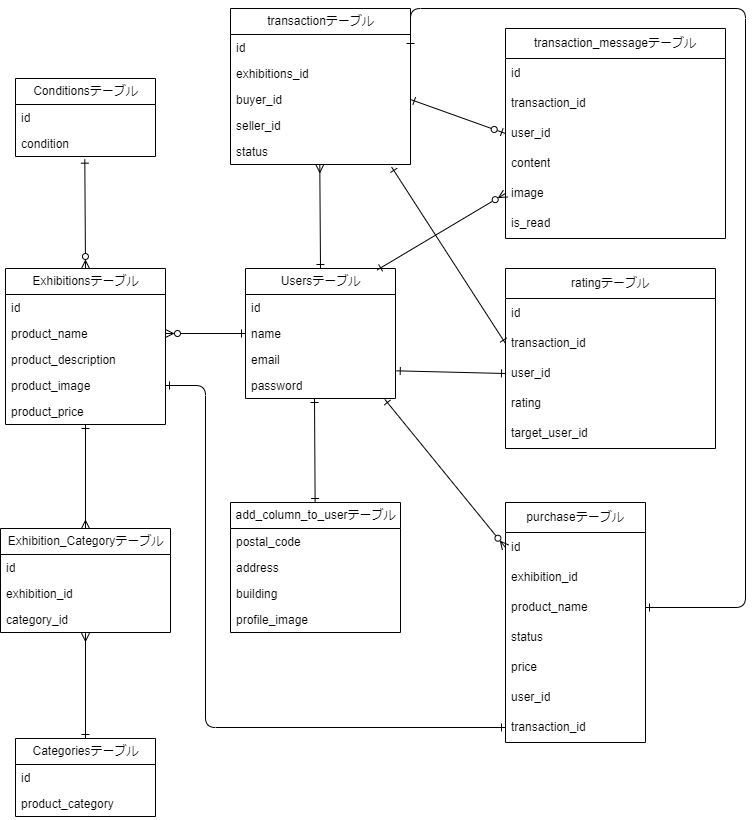 transactionテーブル
id
exhibitions_id
buyer_id
seller_id
status
transaction_messageテーブル
id
transaction_id
user_id
content
image
is_read
Conditionsテーブル
id
condition
Exhibitionsテーブル
id
product_name
product_description
product_image
product_price
Usersテーブル
id
name
email
password
ratingテーブル
id
transaction_id
user_id
rating
target_user_id
add_column_to_userテーブル
postal_code
address
building
profile_image
purchaseテーブル
id
exhibition_id
product_name
status
price
user_id
transaction_id
Exhibition_Categoryテーブル
id
exhibition_id
category_id
Categoriesテーブル
id
product_category